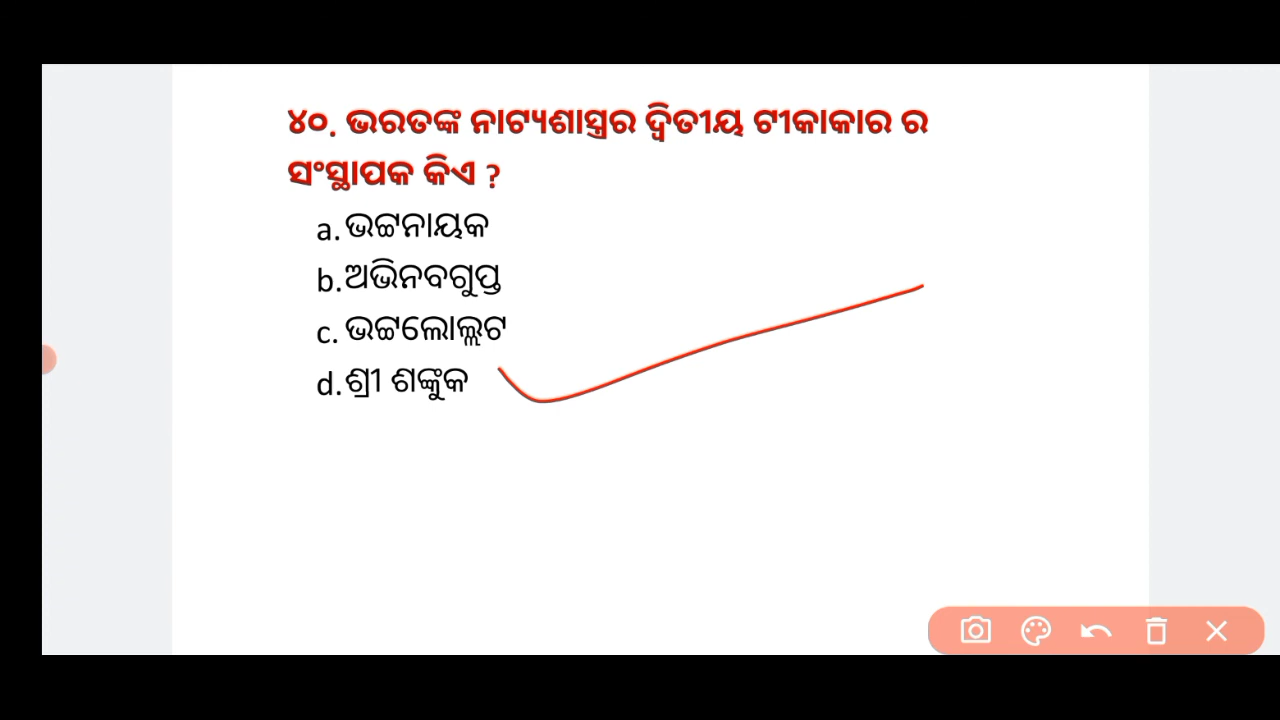 ୪୦. ଭରତଙ୍କ ନାଟ୍ୟଶାସ୍ତ୍ରର ଦ୍ୱିତୀୟ ଟୀକାକାର ର
ସଂସ୍ଥାପକ କିଏ ?
a. ଭଟ୍ଟନାୟକ
b. ଅଭିନବଗୁପ୍ତ
c. ଭଟ୍ଟଲୋଲ୍ଲଟ
d. ଶ୍ରୀ ଶଙ୍କୁକ